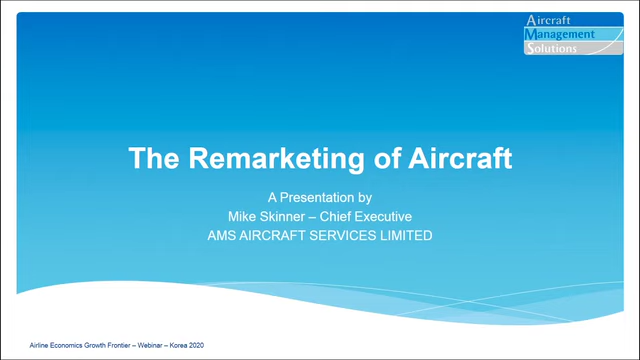 Aircraft
Management
Solutions
The Remarketing of Aircraft
A Presentation by
Mike Skinner – Chief Executive
AMS AIRCRAFT SERVICES LIMITED
Airline Economics Growth Frontier – Webinar – Korea 2020